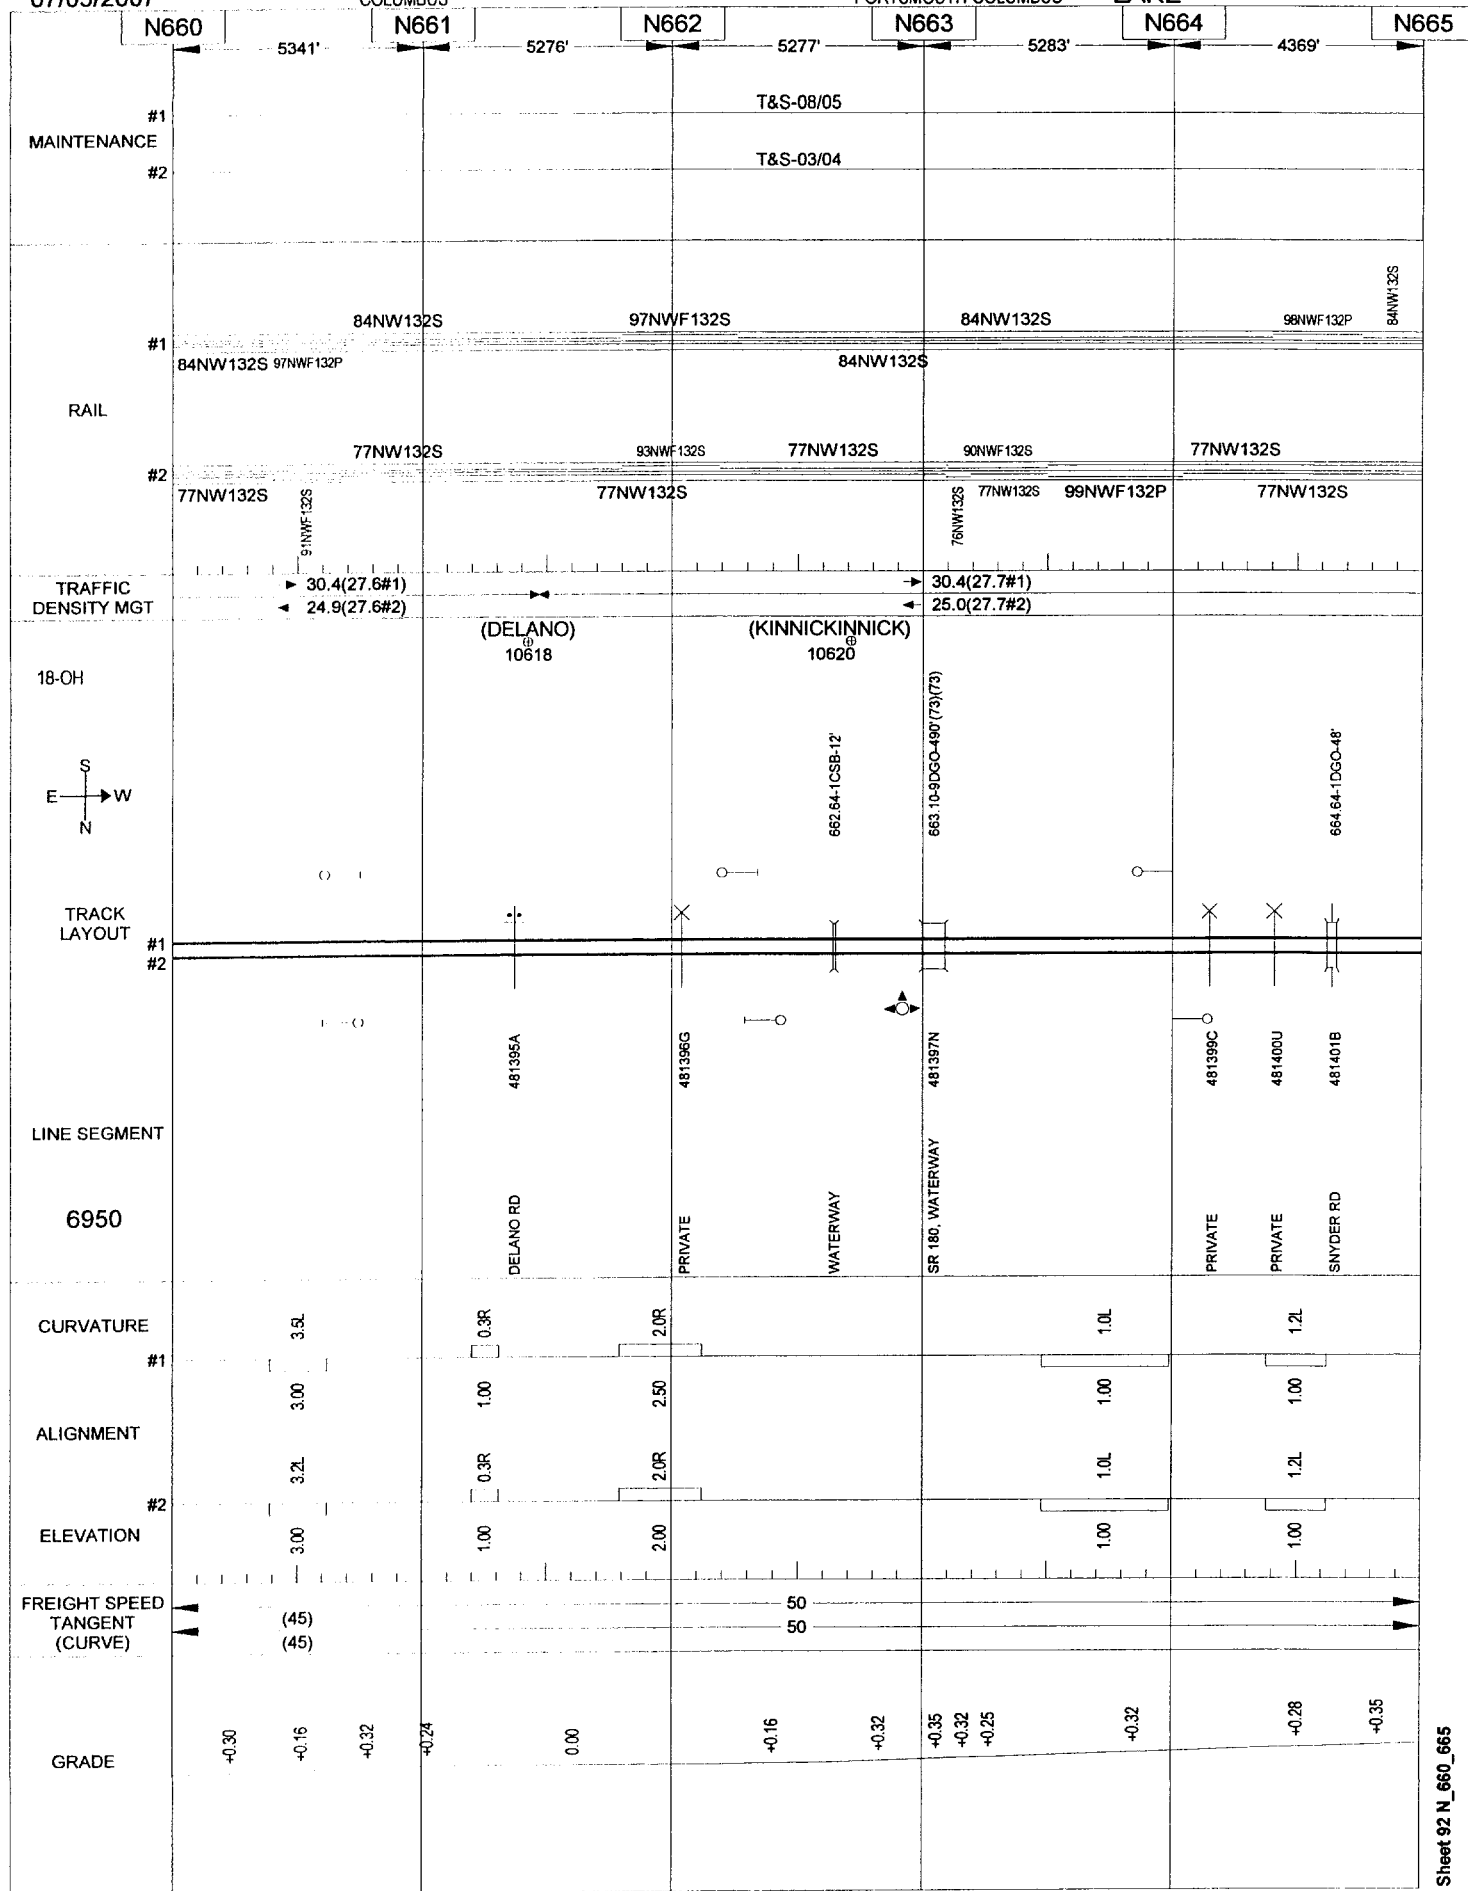 07/05/2007 COLUMBUS PORTSMOUTH-COLUMBUS LAKE
N660 N661 N662 N663 N664 N665
5341' 5276' 5277' 5283' 4369'
MAINTENANCE
#1 T&S-08/05
#2 T&S-03/04
RAIL
84NW132S 97NWF132S 84NW132S 98NWF132P 84NW132S
#1
84NW132S 97NWF132P 84NW132S
77NW132S 93NWF132S 77NW132S 90NWF132S 77NW132S
#2
77NW132S 91NWF132S 77NW132S 76NW132S 77NW132S 99NWF132P 77NW132S
TRAFFIC
DENSITY MGT
30.4(27.6#1) 30.4(27.7#1)
24.9(27.6#2) 25.0(27.7#2)
(DELANO) (KINNICKINNICK)
10618 10620
18-OH
S
E W
N
662.64-1CSB-12' 663.10-9DGO-490'(73)(73) 664.64-1DGO-48'
TRACK
LAYOUT
#1
#2
481395A 481396G 481397N 481399C 481400U 481401B
LINE SEGMENT
6950
DELANO RD PRIVATE WATERWAY SR 180, WATERWAY PRIVATE PRIVATE SNYDER RD
CURVATURE
3.5L 0.3R 2.0R 1.0L 1.2L
#1
3.00 1.00 2.50 1.00 1.00
ALIGNMENT
3.2L 0.3R 2.0R 1.0L 1.2L
#2
ELEVATION
3.00 1.00 2.00 1.00 1.00
FREIGHT SPEED
TANGENT
(CURVE)
50
(45)
50
(45)
GRADE
+0.30 +0.16 +0.32 +0.24 0.00 +0.16 +0.32 +0.35 +0.32 +0.25 +0.32 +0.28 +0.35
Sheet 92 N_660_665